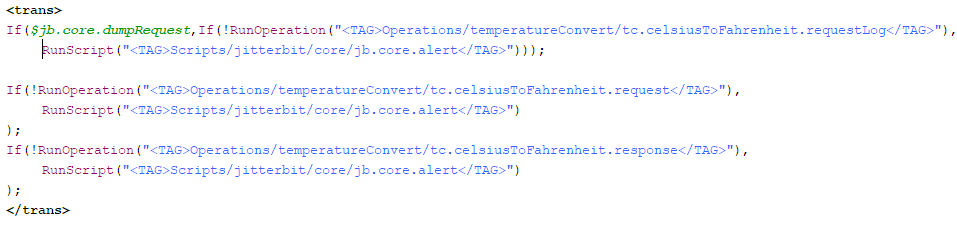 <trans>
If($jb.core.dumpRequest,If(!RunOperation("<TAG>Operations/temperatureConvert/tc.celsiusToFahrenheit.requestLog</TAG>"),
RunScript("<TAG>Scripts/jitterbit/core/jb.core.alert</TAG>")));
If(!RunOperation("<TAG>Operations/temperatureConvert/tc.celsiusToFahrenheit.request</TAG>"),
RunScript("<TAG>Scripts/jitterbit/core/jb.core.alert</TAG>")
);
If(!RunOperation("<TAG>Operations/temperatureConvert/tc.celsiusToFahrenheit.response</TAG>"),
RunScript("<TAG>Scripts/jitterbit/core/jb.core.alert</TAG>")
);
</trans>